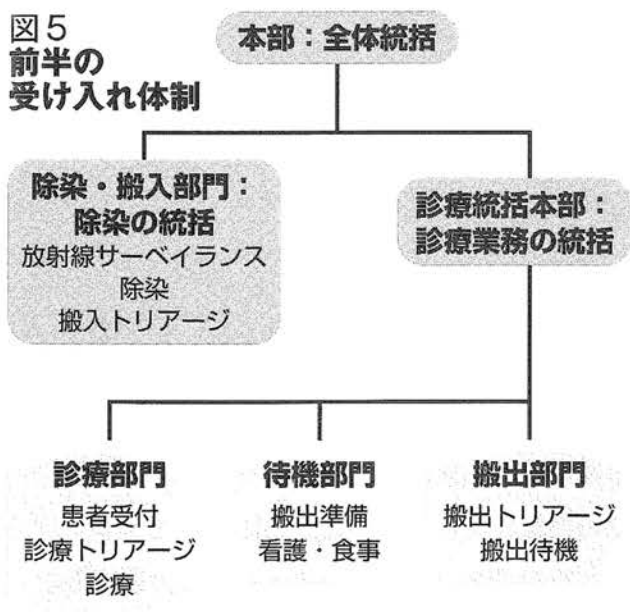 図5
前半の
受け入れ体制
本部：全体統括
除染・搬入部門：
除染の統括
放射線サーベイランス
除染
搬入トリアージ
診療統括本部：
診療業務の統括
診療部門
患者受付
診療トリアージ
診療
待機部門
搬出準備
看護・食事
搬出部門
搬出トリアージ
搬出待機